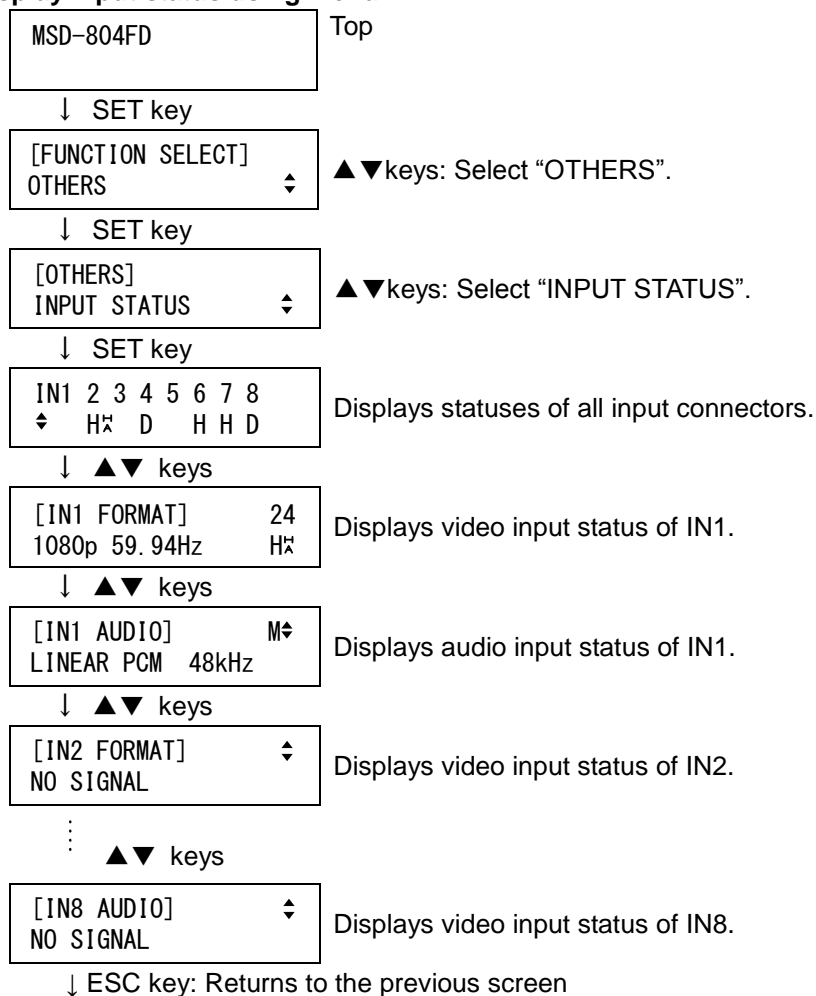 MSD-804FD
Top
↓ SET key
[FUNCTION SELECT]
OTHERS
▲▼keys: Select “OTHERS”.
↓ SET key
[OTHERS]
INPUT STATUS
▲▼keys: Select “INPUT STATUS”.
↓ SET key
IN1 2 3 4 5 6 7 8
H D H H D
Displays statuses of all input connectors.
↓ ▲▼ keys
[IN1 FORMAT] 24
1080p 59.94Hz H
Displays video input status of IN1.
↓ ▲▼ keys
[IN1 AUDIO] M
LINEAR PCM 48kHz
Displays audio input status of IN1.
↓ ▲▼ keys
[IN2 FORMAT]
NO SIGNAL
Displays video input status of IN2.
▲▼ keys
[IN8 AUDIO]
NO SIGNAL
Displays video input status of IN8.
↓ ESC key: Returns to the previous screen